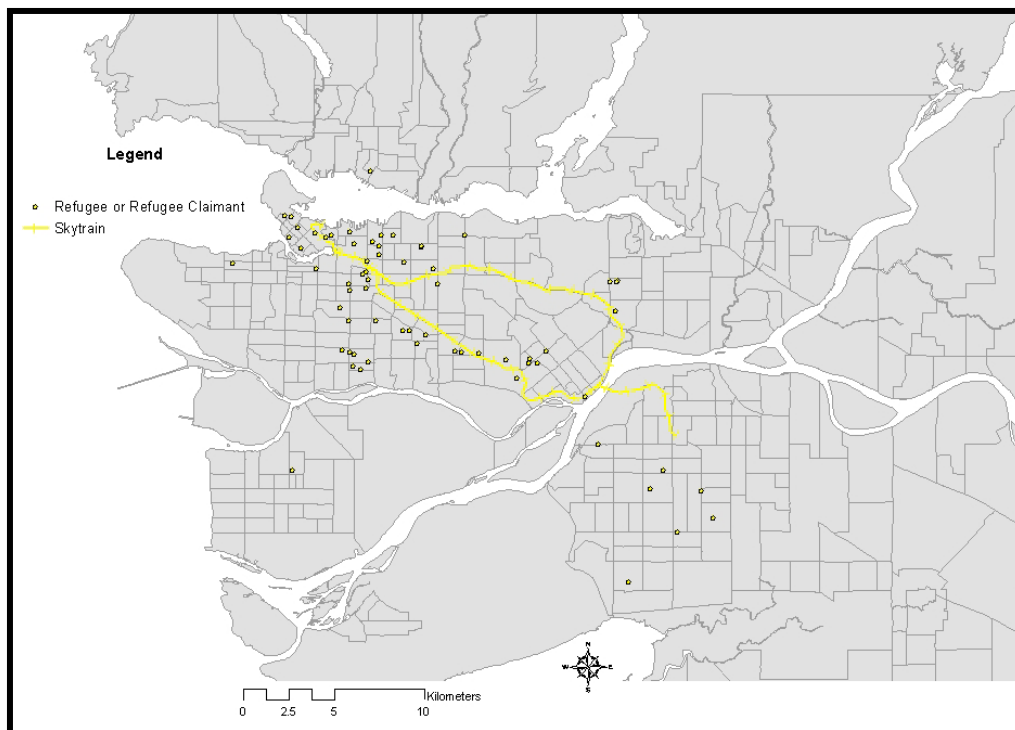 Legend
Refugee or Refugee Claimant
Skytrain
N
W E
S
Kilometers
0 2.5 5 10